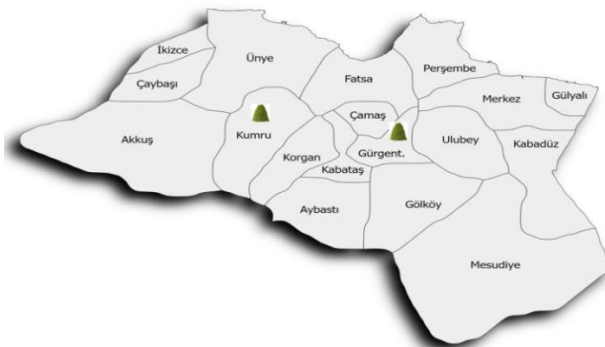 İkizce
Ünye
Çaybaşı
Fatsa
Perşembe
Merkez
Gülyalı
Akkuş
Kumru
Çamaş
Korgan
Gürgent.
Ulubey
Kabadüz
Kabataş
Aybastı
Gölköy
Mesudiye